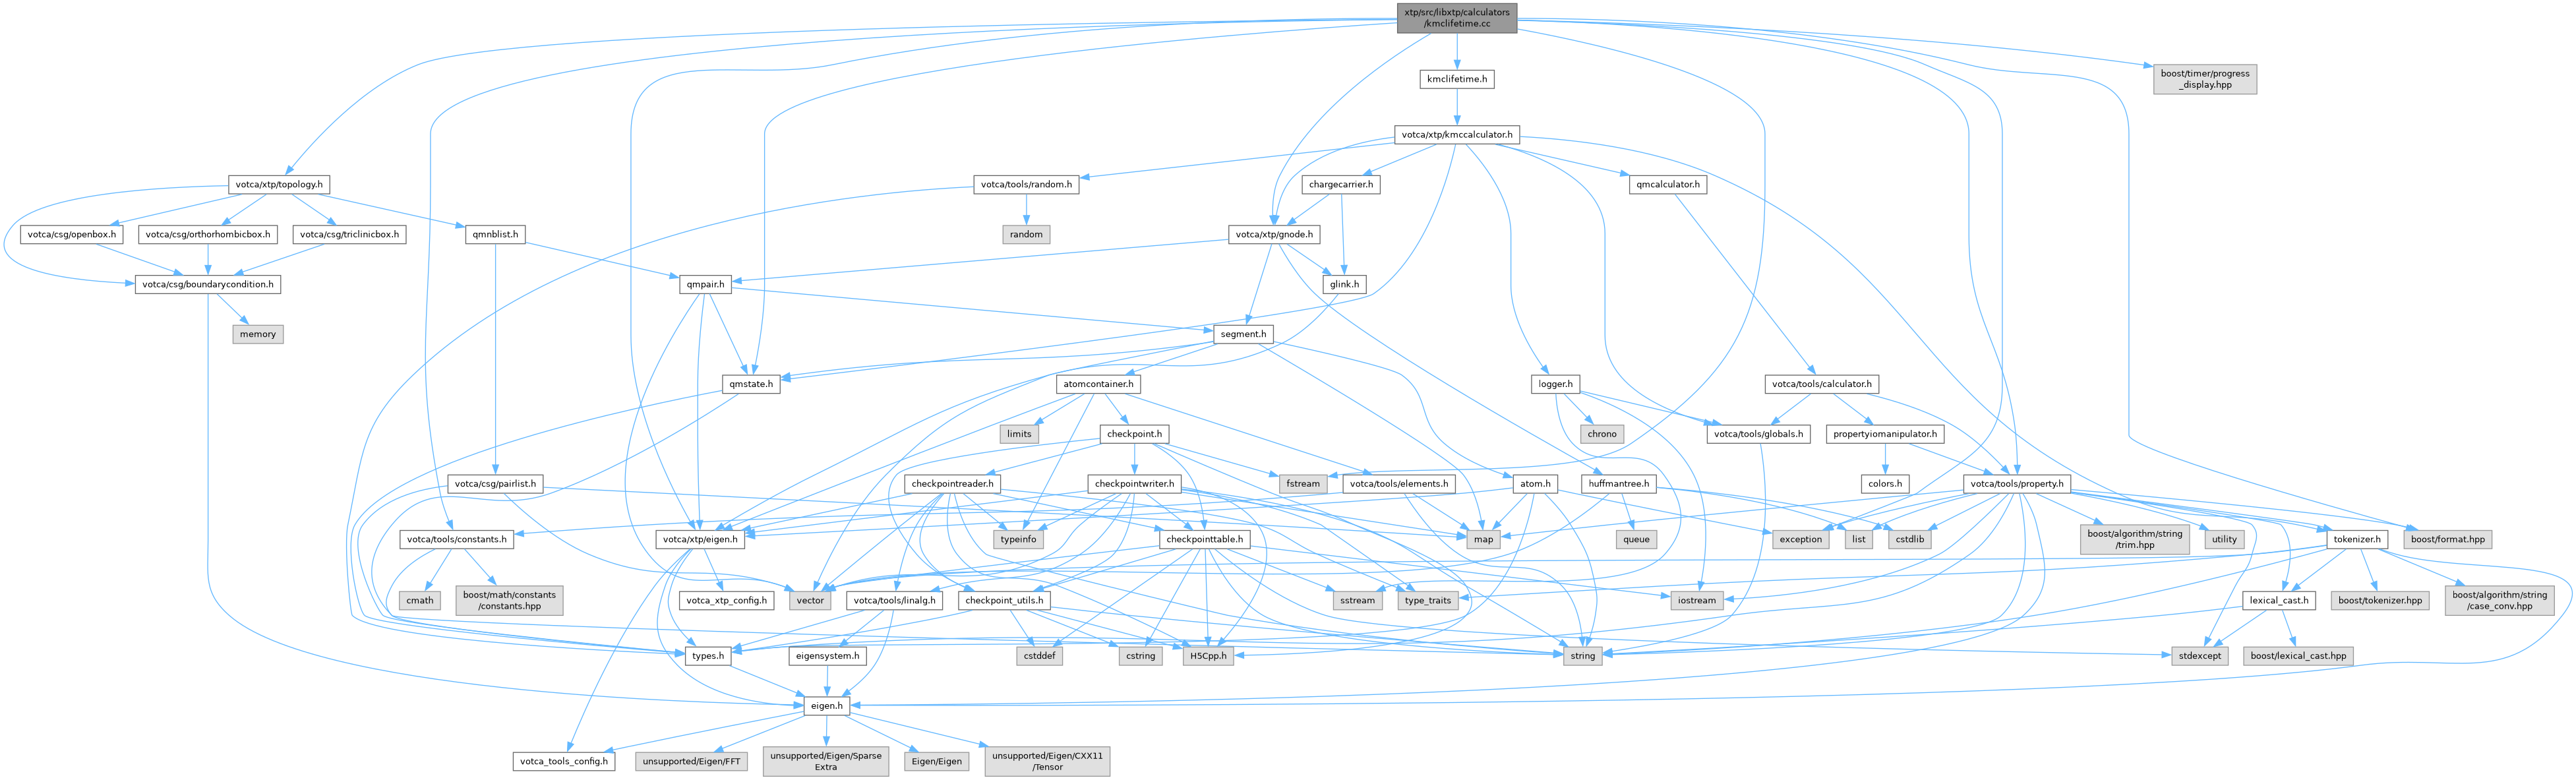 xtp/src/libxtp/calculators
/kmclifetime.cc
kmclifetime.h
boost/timer/progress
_display.hpp
votca/xtp/kmccalculator.h
votca/xtp/topology.h
votca/tools/random.h
chargecarrier.h
qmcalculator.h
votca/csg/openbox.h
votca/csg/orthorhombicbox.h
votca/csg/triclinicbox.h
qmnblist.h
random
votca/xtp/gnode.h
votca/csg/boundarycondition.h
qmpair.h
glink.h
memory
segment.h
qmstate.h
atomcontainer.h
logger.h
votca/tools/calculator.h
limits
checkpoint.h
chrono
votca/tools/globals.h
propertyiomanipulator.h
votca/csg/pairlist.h
checkpointreader.h
checkpointwriter.h
fstream
votca/tools/elements.h
atom.h
huffmantree.h
colors.h
votca/tools/property.h
votca/tools/constants.h
votca/xtp/eigen.h
typeinfo
checkpointtable.h
map
queue
exception
list
cstdlib
boost/algorithm/string
/trim.hpp
utility
tokenizer.h
boost/format.hpp
cmath
boost/math/constants
/constants.hpp
votca_xtp_config.h
vector
votca/tools/linalg.h
checkpoint_utils.h
sstream
type_traits
iostream
lexical_cast.h
boost/tokenizer.hpp
boost/algorithm/string
/case_conv.hpp
types.h
eigensystem.h
cstddef
cstring
H5Cpp.h
string
stdexcept
boost/lexical_cast.hpp
eigen.h
votca_tools_config.h
unsupported/Eigen/FFT
unsupported/Eigen/Sparse
Extra
Eigen/Eigen
unsupported/Eigen/CXX11
/Tensor